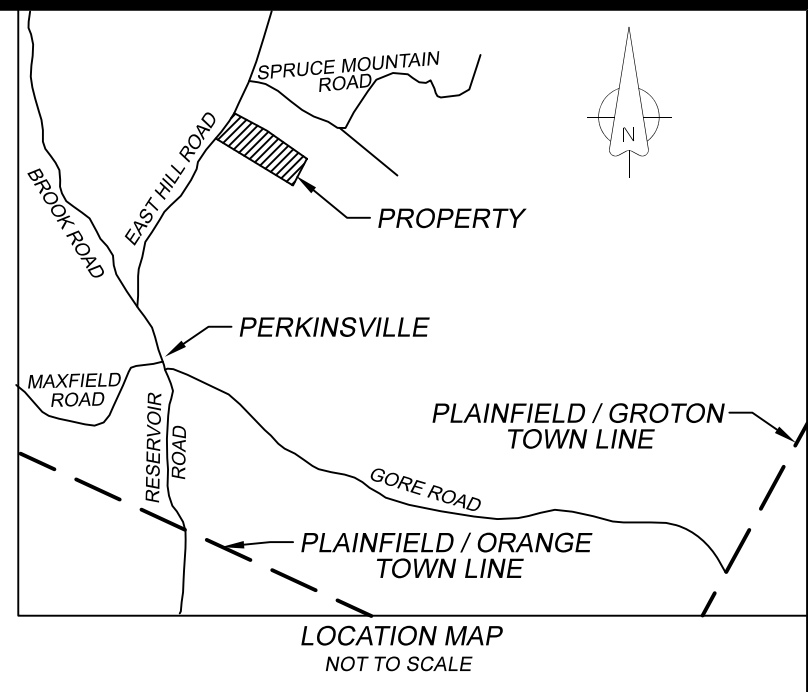 SPRUCE MOUNTAIN
ROAD
EAST HILL ROAD
N
BROOK ROAD
PROPERTY
PERKINSVILLE
MAXFIELD
ROAD
RESERVOIR
ROAD
PLAINFIELD / GROTON
TOWN LINE
GORE ROAD
PLAINFIELD / ORANGE
TOWN LINE
LOCATION MAP
NOT TO SCALE